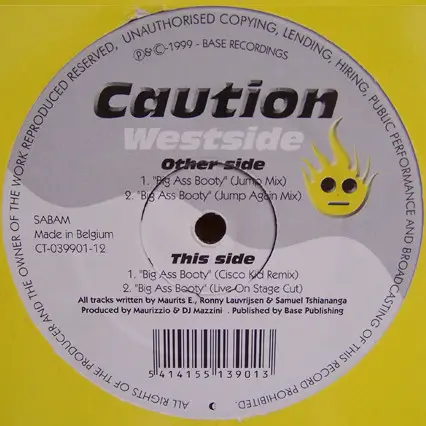 ALL RIGHTS OF THE PRODUCER AND THE OWNER OF THE WORK REPRODUCED RESERVED, UNAUTHORISED COPYING, LENDING, HIRING, PUBLIC PERFORMANCE AND BROADCASTING OF THIS RECORD PROHIBITED.
℗&©-1999 - BASE RECORDINGS
Caution
Westside
Other side
1. "Big Ass Booty" (Jump Mix)
2. "Big Ass Booty" (Jump Again Mix)
SABAM
Made in Belgium
CT-039901-12
This side
1. "Big Ass Booty" (Cisco Kid Remix)
2. "Big Ass Booty" (Live On Stage Cut)
All tracks written by Maurits E., Ronny Lauvrijsen & Samuel Tshiananga
Produced by Maurizzio & DJ Mazzini . Published by Base Publishing
5 414155 139013